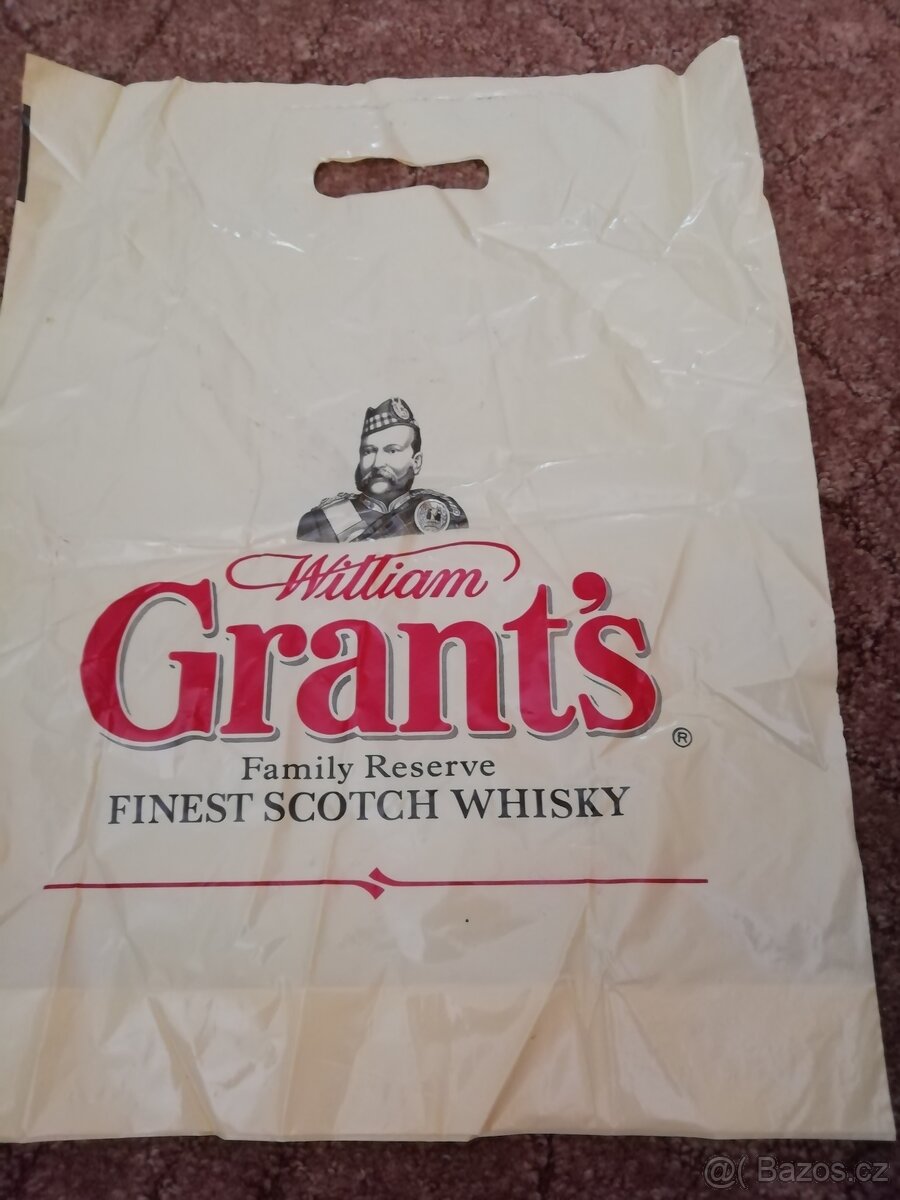 William
Grant's
®
Family Reserve
FINEST SCOTCH WHISKY
@( Bazos.cz